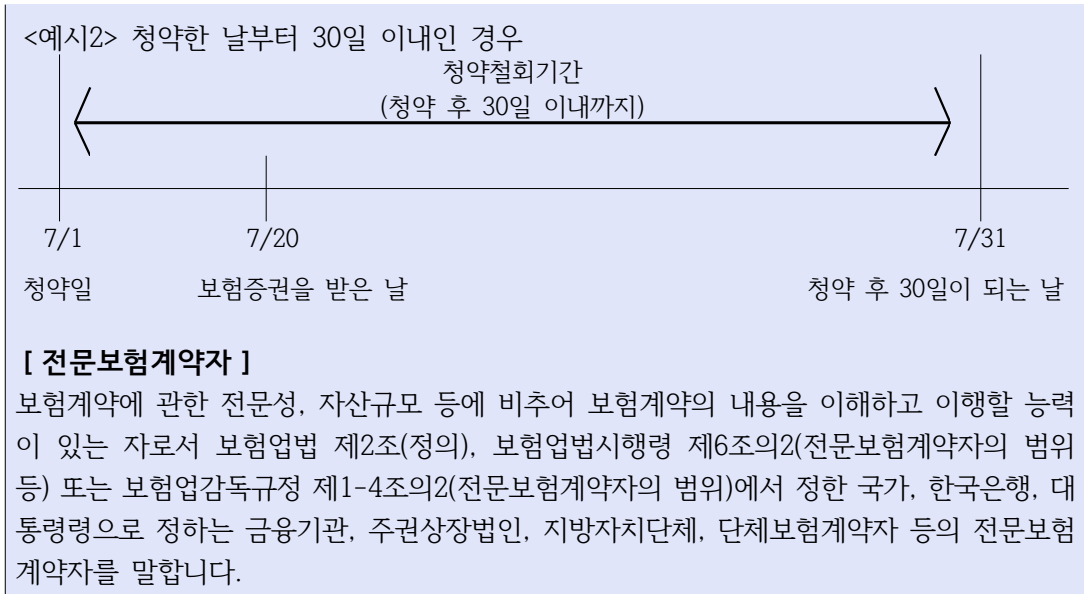 <예시2> 청약한 날부터 30일 이내인 경우
청약철회기간
(청약 후 30일 이내까지)
7/1 7/20 7/31
청약일 보험증권을 받은 날 청약 후 30일이 되는 날
[ 전문보험계약자 ]
보험계약에 관한 전문성, 자산규모 등에 비추어 보험계약의 내용을 이해하고 이행할 능력
이 있는 자로서 보험업법 제2조(정의), 보험업법시행령 제6조의2(전문보험계약자의 범위
등) 또는 보험업감독규정 제1-4조의2(전문보험계약자의 범위)에서 정한 국가, 한국은행, 대
통령령으로 정하는 금융기관, 주권상장법인, 지방자치단체, 단체보험계약자 등의 전문보험
계약자를 말합니다.